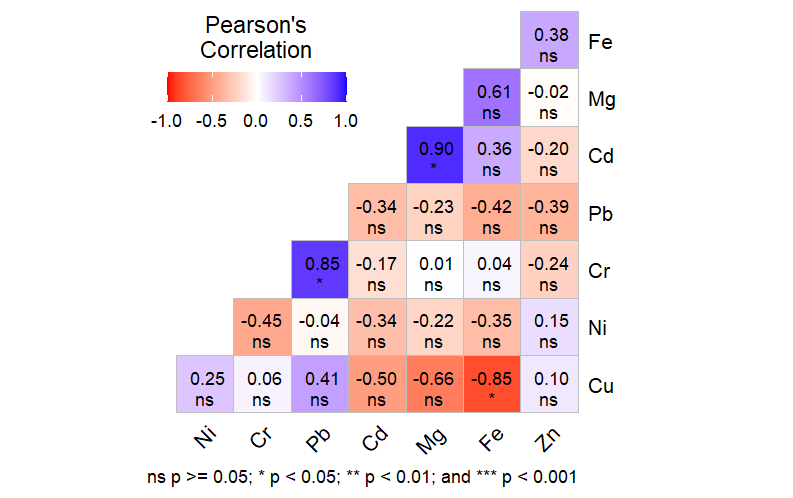 Pearson's
Correlation
-1.0 -0.5 0.0 0.5 1.0
0.38 Fe
ns
0.61 -0.02 Mg
ns ns
0.90 0.36 -0.20 Cd
* ns ns
-0.34 -0.23 -0.42 -0.39 Pb
ns ns ns ns
0.85 -0.17 0.01 0.04 -0.24 Cr
* ns ns ns ns
-0.45 -0.04 -0.34 -0.22 -0.35 0.15 Ni
ns ns ns ns ns ns
0.25 0.06 0.41 -0.50 -0.66 -0.85 0.10 Cu
ns ns ns ns ns * ns
Ni Cr Pb Cd Mg Fe Zn
ns p >= 0.05; * p < 0.05; ** p < 0.01; and *** p < 0.001